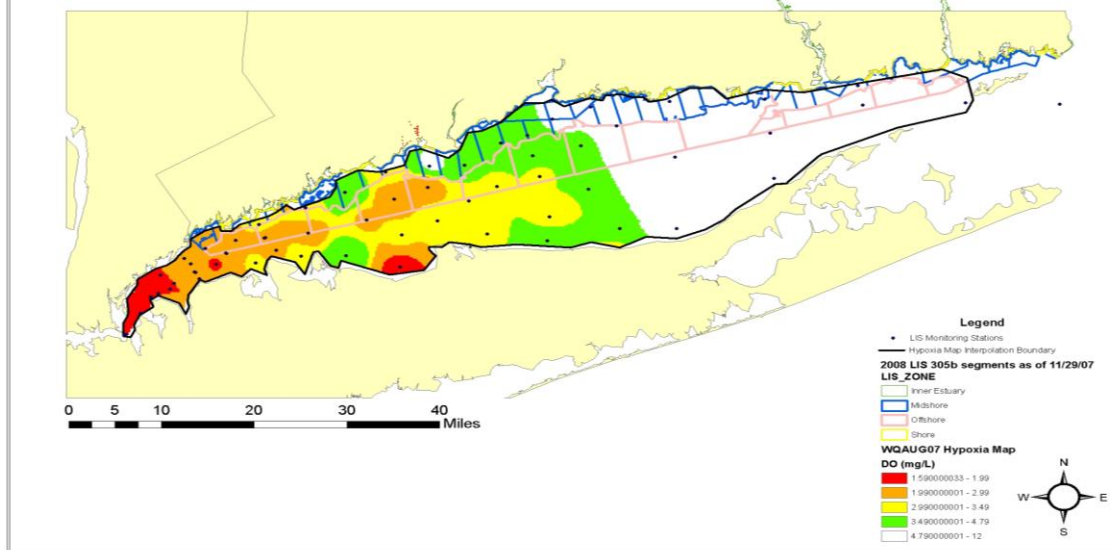 0 5 10 20 30 40
Miles
Legend
LIS Monitoring Stations
Hypoxia Map Interpolation Boundary
2008 LIS 305b segments as of 11/29/07
LIS_ZONE
Inner Estuary
Midshore
Offshore
Shore
WQAUG07 Hypoxia Map
DO (mg/L)
1.590000033 - 1.99
1.990000001 - 2.99
2.990000001 - 3.49
3.490000001 - 4.79
4.790000001 - 12
N
W E
S